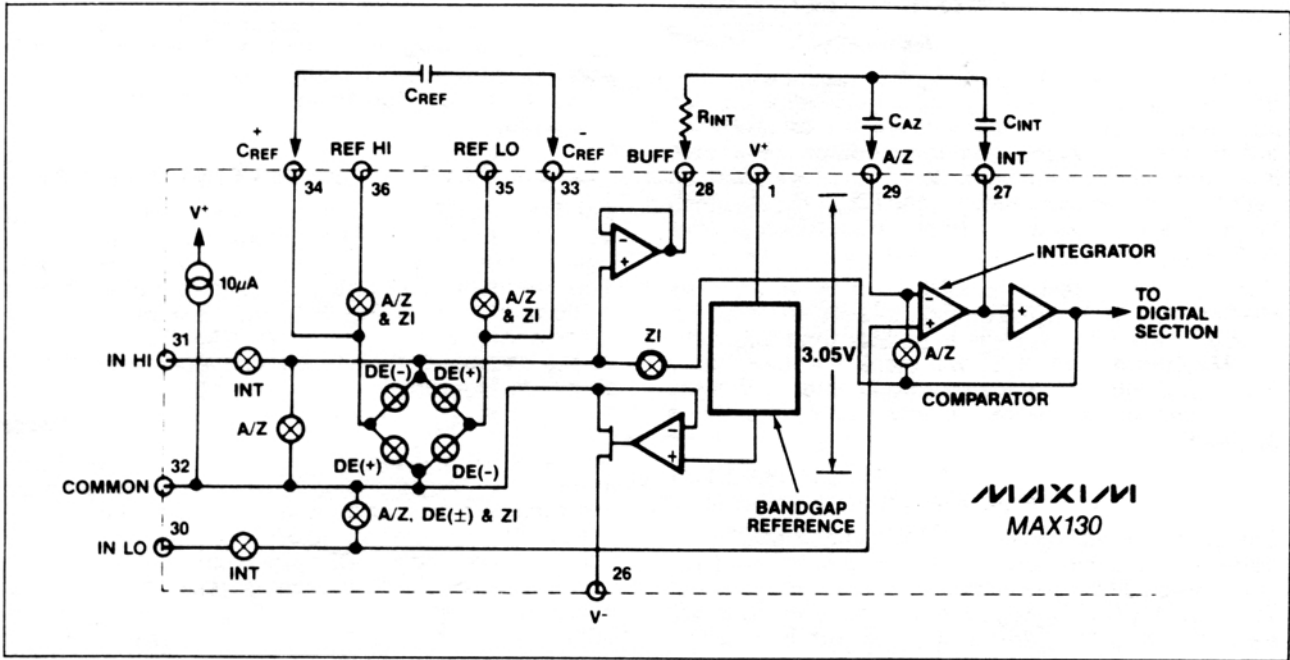 CREF
+
CREF
REF HI
REF LO
-
CREF
BUFF
RINT
V+
CAZ
A/Z
CINT
INT
34
36
35
33
28
1
29
27
V+
10µA
A/Z
& ZI
A/Z
& ZI
INTEGRATOR
-
+
-
+
+
TO
DIGITAL
SECTION
31
IN HI
INT
ZI
3.05V
A/Z
DE(-)
DE(+)
A/Z
COMPARATOR
DE(+)
DE(-)
-
+
32
COMMON
A/Z, DE(±) & ZI
BANDGAP
REFERENCE
MAXIM
MAX130
30
IN LO
INT
26
V-